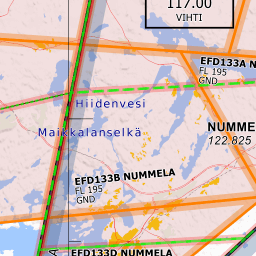 117.00
VIHTI
EFD133A N
FL 195
GND
Hiidenvesi
Maikkalanselkä
NUMME
122.825
EFD133B NUMMELA
FL 195
GND
EFD133D NUMMELA